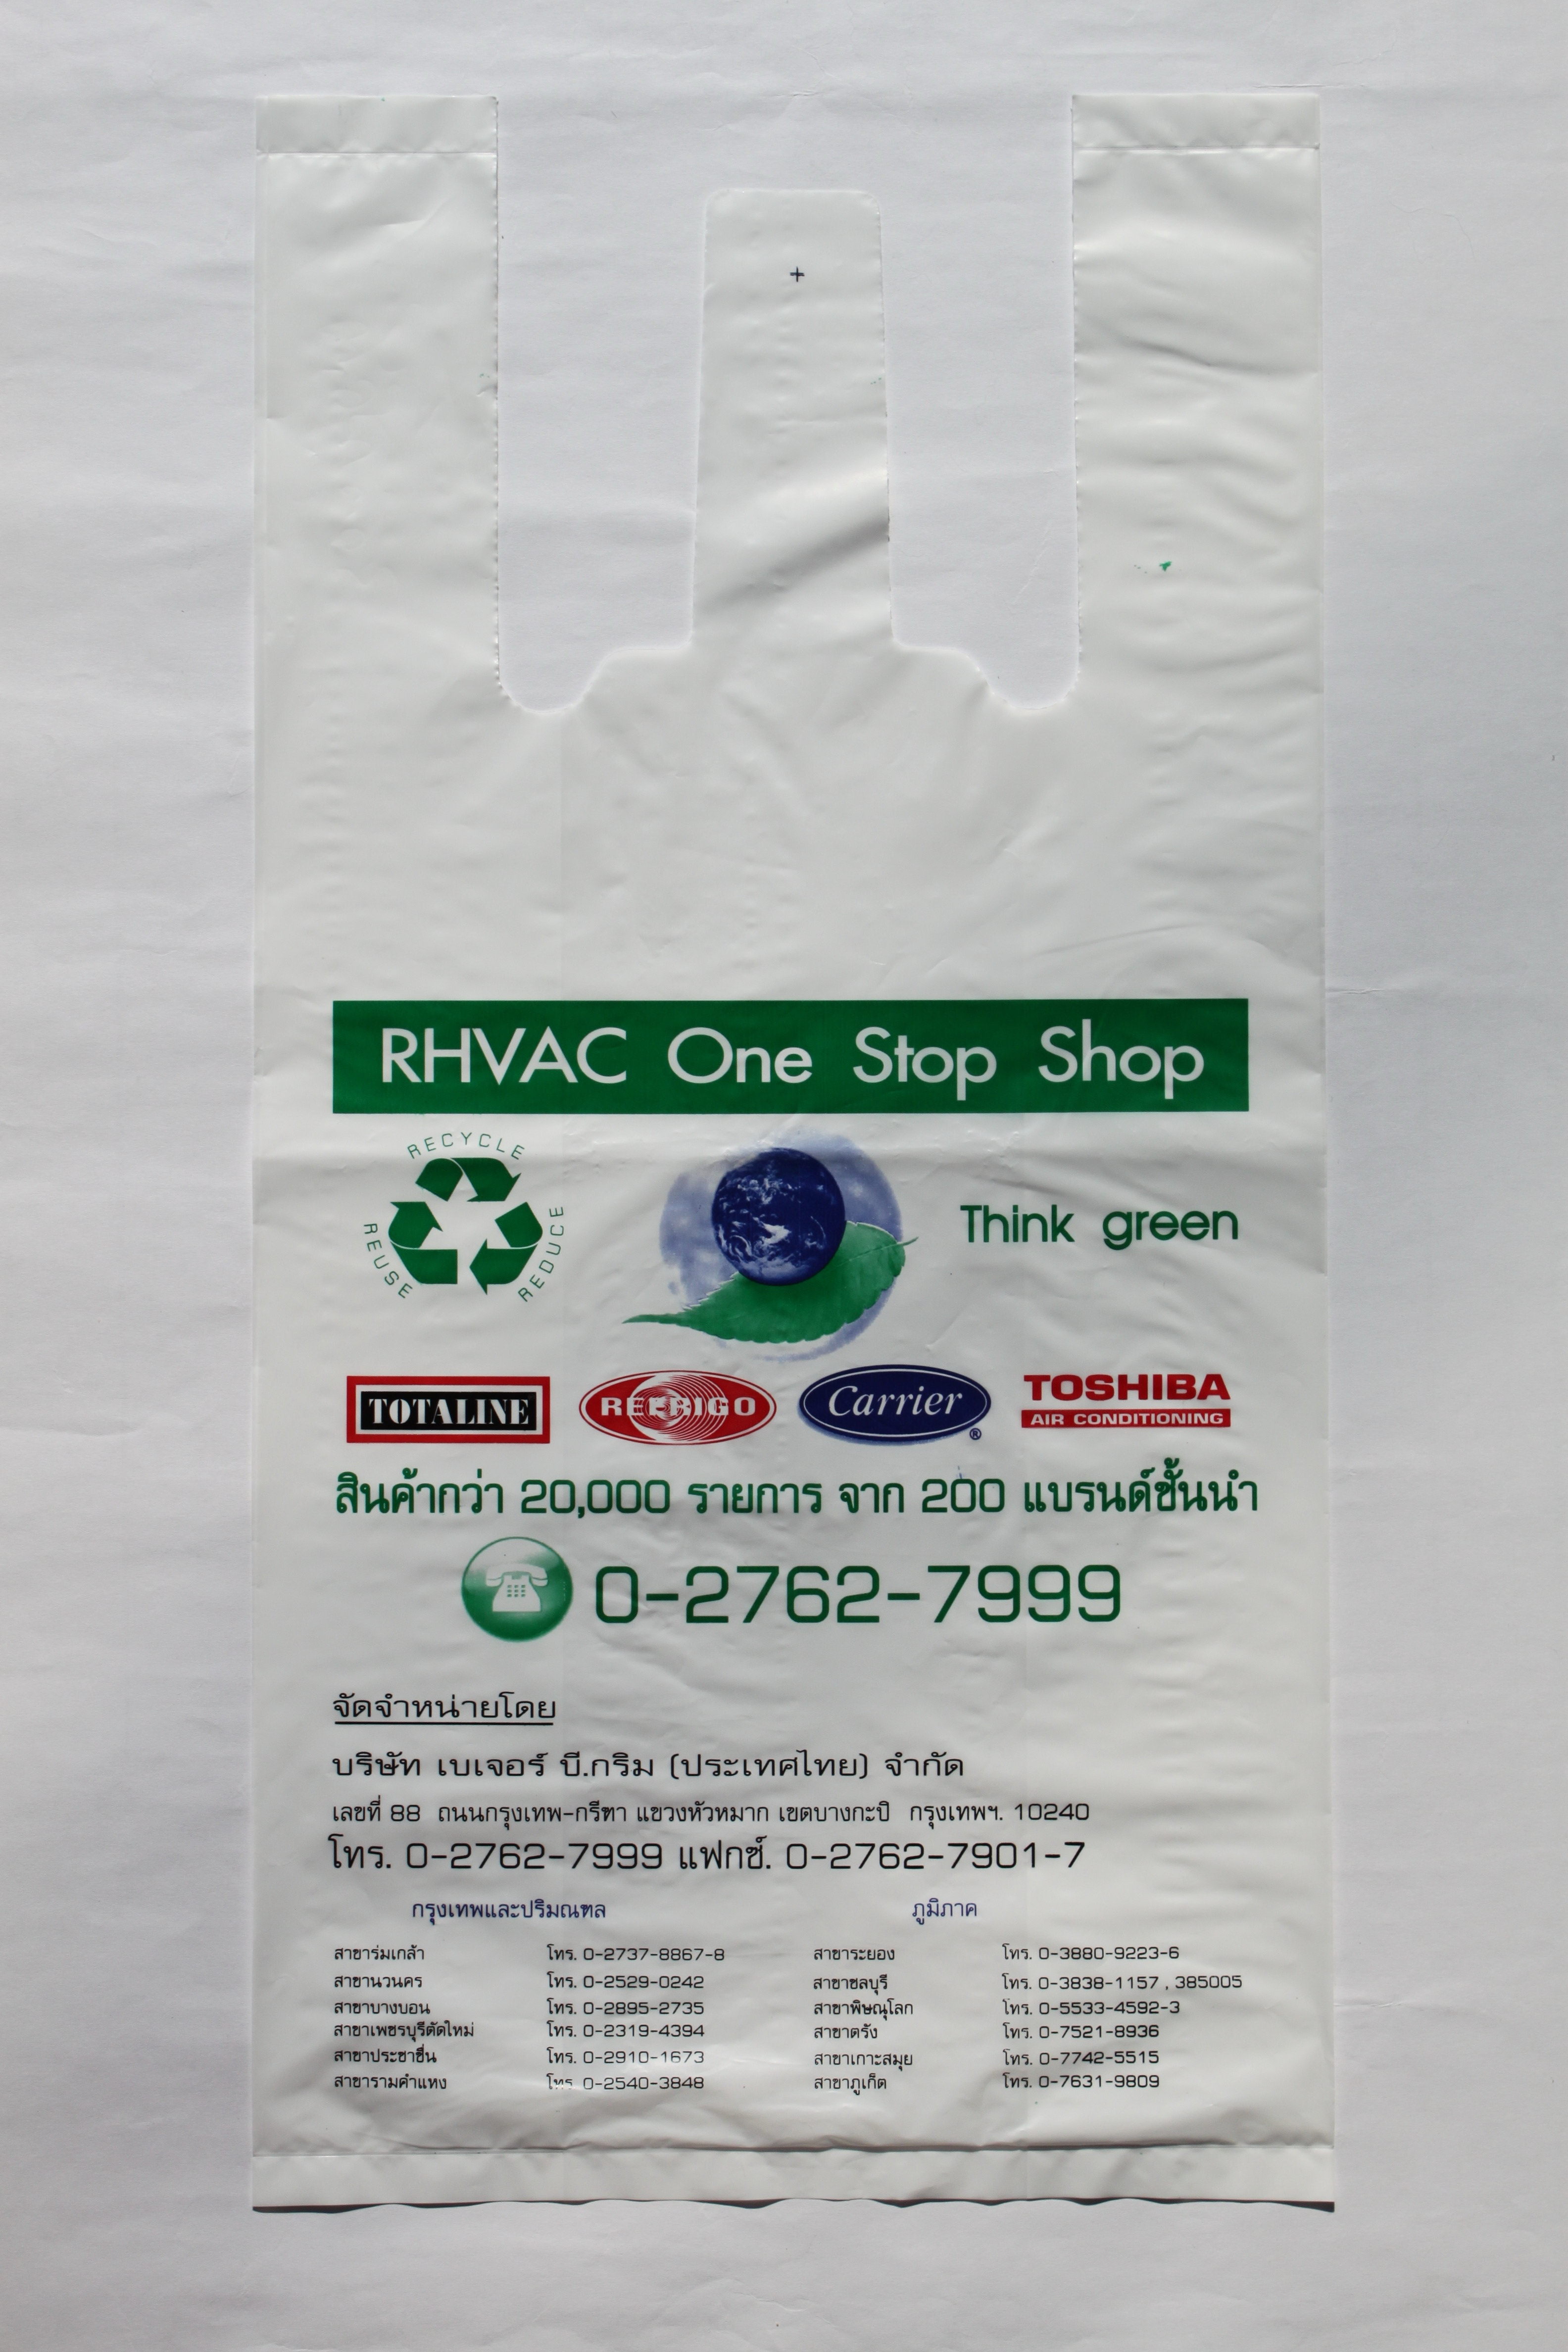 RHVAC One Stop Shop
RECYCLE
REUSE
REDUCE
Think green
TOTALINE
REFRIGO
Carrier
®
TOSHIBA
AIR CONDITIONING
สินค้ากว่า 20,000 รายการ จาก 200 แบรนด์ชั้นนำ
0-2762-7999
จัดจำหน่ายโดย
บริษัท เบเจอร์ บี.กริม (ประเทศไทย) จำกัด
เลขที่ 88 ถนนกรุงเทพ-กรีฑา แขวงหัวหมาก เขตบางกะปิ กรุงเทพฯ. 10240
โทร. 0-2762-7999 แฟกซ์. 0-2762-7901-7
กรุงเทพและปริมณฑล ภูมิภาค
สาขาร่มเกล้า โทร. 0-2737-8867-8 สาขาระยอง โทร. 0-3880-9223-6
สาขานวนคร โทร. 0-2529-0242 สาขาชลบุรี โทร. 0-3838-1157 , 385005
สาขาบางบอน โทร. 0-2895-2735 สาขาพิษณุโลก โทร. 0-5533-4592-3
สาขาเพชรบุรีตัดใหม่ โทร. 0-2319-4394 สาขาตรัง โทร. 0-7521-8936
สาขาประชาชื่น โทร. 0-2910-1673 สาขาเกาะสมุย โทร. 0-7742-5515
สาขารามคำแหง โทร. 0-2540-3848 สาขาภูเก็ต โทร. 0-7631-9809